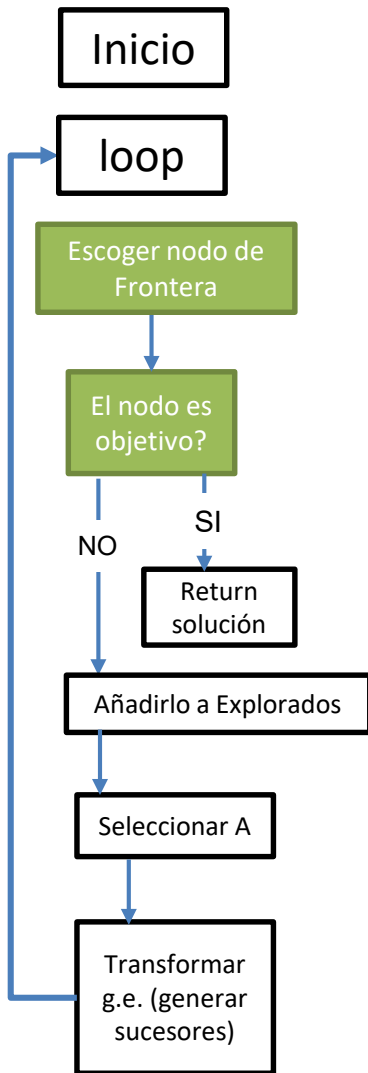 Inicio
loop
Escoger nodo de
Frontera
El nodo es
objetivo?
SI
NO
Return
solución
Añadirlo a Explorados
Seleccionar A
Transformar
g.e. (generar
sucesores)